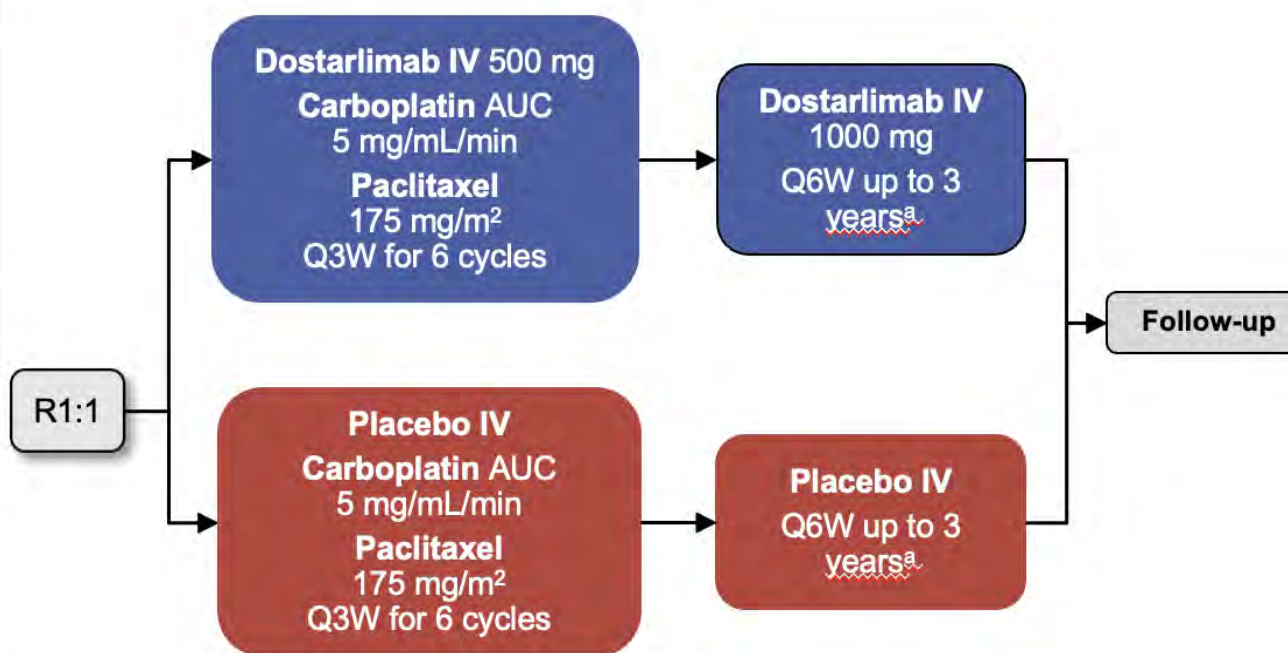 R1:1
Dostarlimab IV 500 mg
Carboplatin AUC
5 mg/mL/min
Paclitaxel
175 mg/m²
Q3W for 6 cycles
Dostarlimab IV
1000 mg
Q6W up to 3
yearsᵃ
Placebo IV
Carboplatin AUC
5 mg/mL/min
Paclitaxel
175 mg/m²
Q3W for 6 cycles
Placebo IV
Q6W up to 3
yearsᵃ
Follow-up